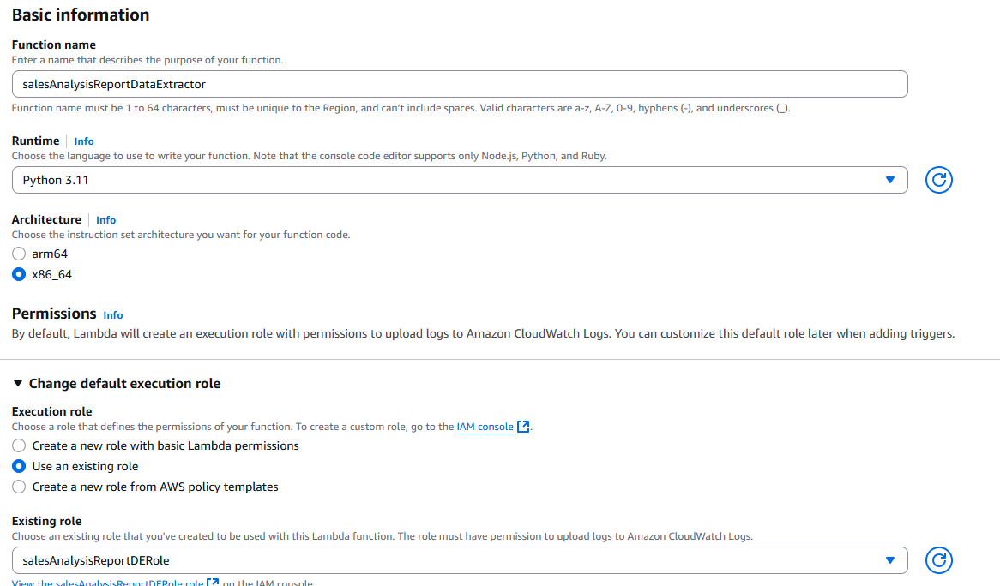 Basic information
Function name
Enter a name that describes the purpose of your function.
salesAnalysisReportDataExtractor
Function name must be 1 to 64 characters, must be unique to the Region, and can’t include spaces. Valid characters are a-z, A-Z, 0-9, hyphens (-), and underscores (_).
Runtime Info
Choose the language to use to write your function. Note that the console code editor supports only Node.js, Python, and Ruby.
Python 3.11
Architecture Info
Choose the instruction set architecture you want for your function code.
arm64
x86_64
Permissions Info
By default, Lambda will create an execution role with permissions to upload logs to Amazon CloudWatch Logs. You can customize this default role later when adding triggers.
Change default execution role
Execution role
Choose a role that defines the permissions of your function. To create a custom role, go to the IAM console.
Create a new role with basic Lambda permissions
Use an existing role
Create a new role from AWS policy templates
Existing role
Choose an existing role that you've created to be used with this Lambda function. The role must have permission to upload logs to Amazon CloudWatch Logs.
salesAnalysisReportDERole
View the salesAnalysisReportDERole role on the IAM console.